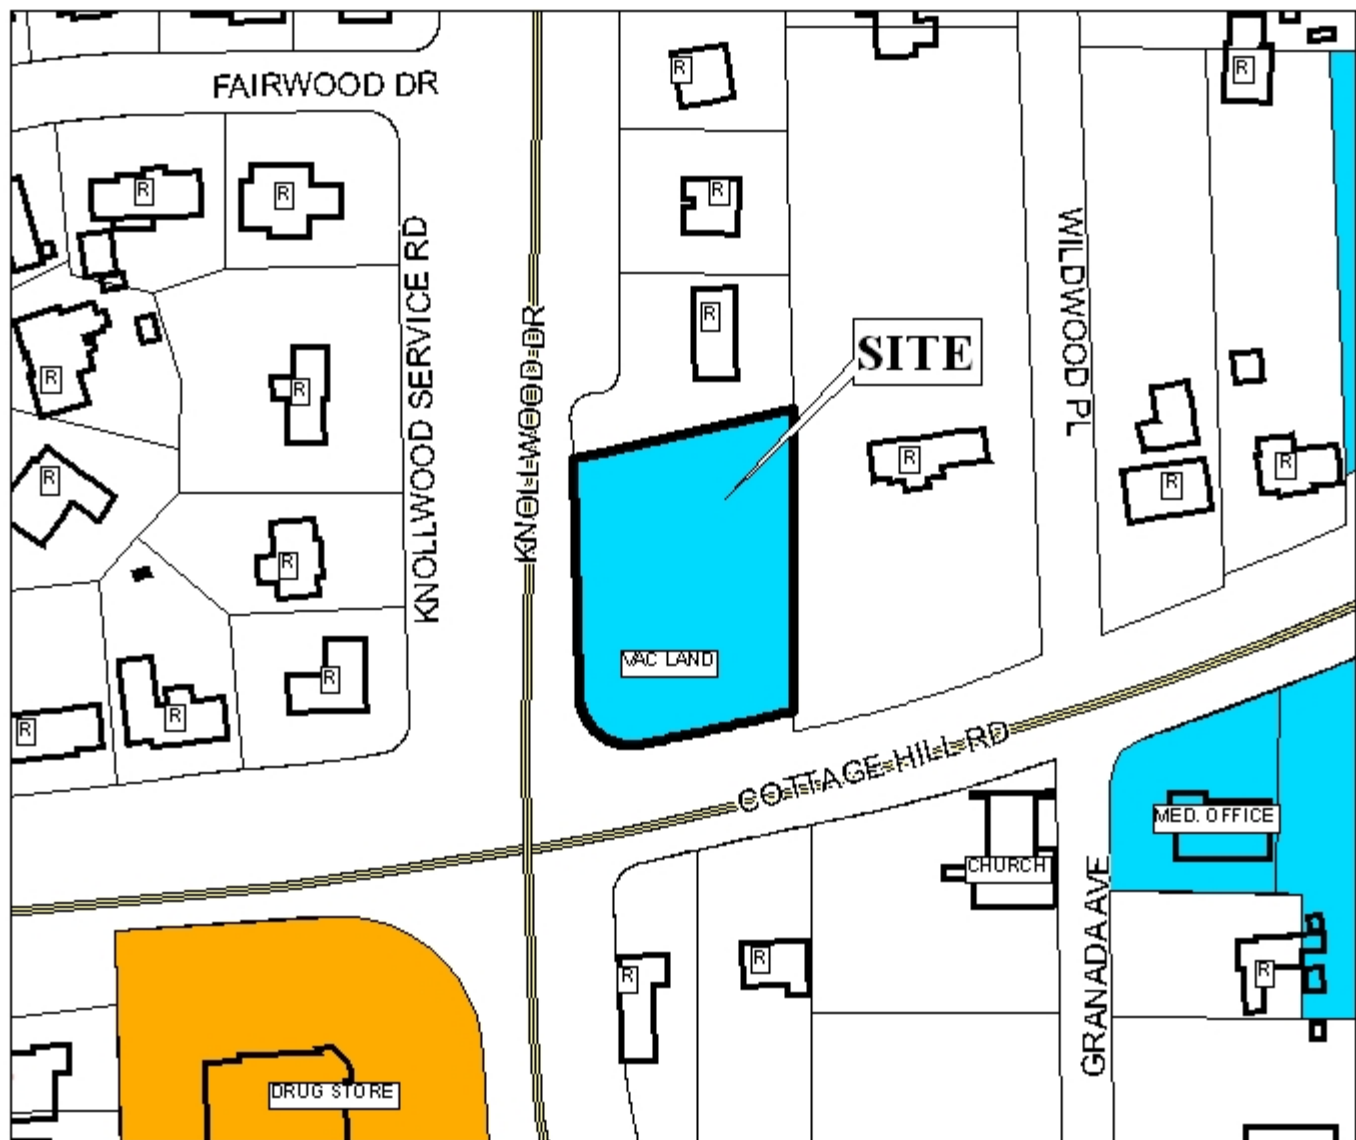 R
R
FAIRWOOD DR
R
R
R
WILDWOOD PL
KNOLLWOOD SERVICE RD
R
KNOLLWOOD DR
SITE
R
R
R
R
R
R
R
VAC LAND
R
R
R
COTTAGE HILL RD
MED. OFFICE
CHURCH
GRANADA AVE
R
R
R
DRUG STORE